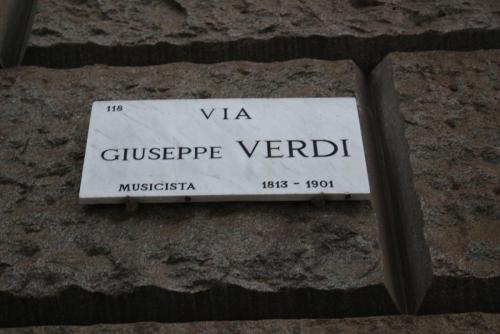 118
VIA
GIUSEPPE VERDI
MUSICISTA 1813 - 1901